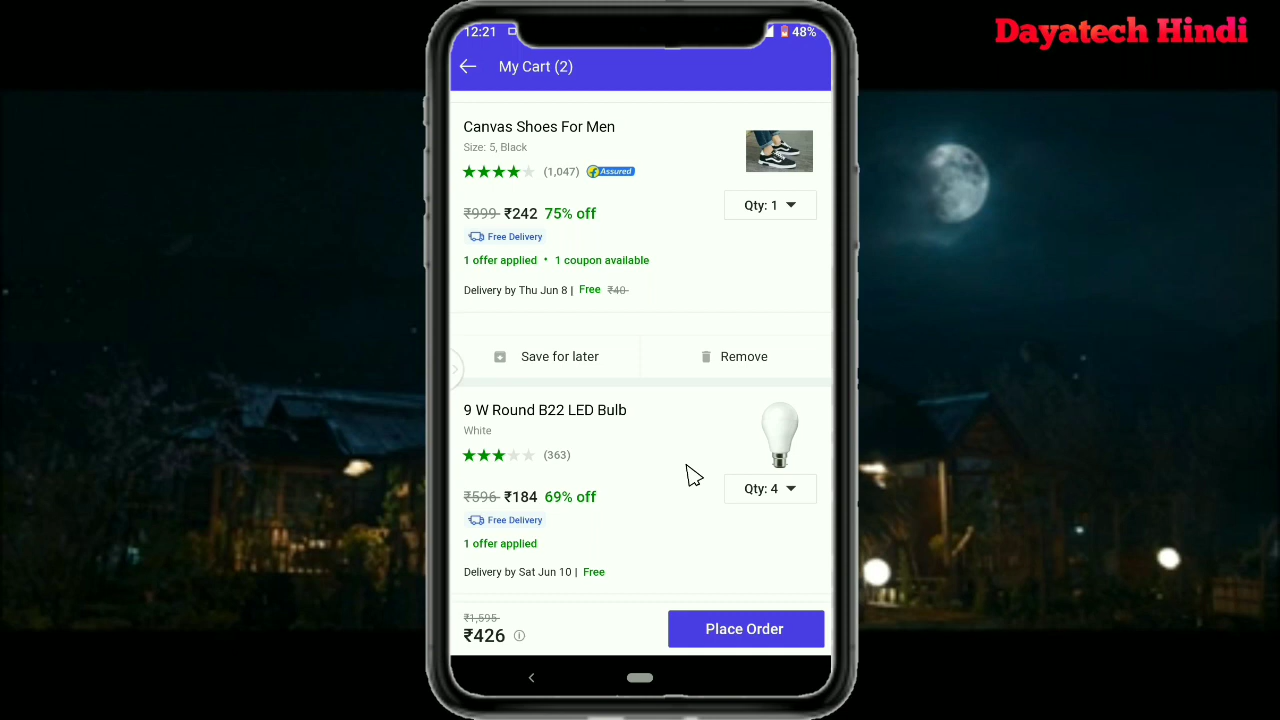 Dayatech Hindi
12:21
48%
My Cart (2)
Canvas Shoes For Men
Size: 5, Black
(1,047) Assured
Qty: 1
₹999 ₹242 75% off
Free Delivery
1 offer applied • 1 coupon available
Delivery by Thu Jun 8 | Free ₹40
Save for later
Remove
9 W Round B22 LED Bulb
White
(363)
Qty: 4
₹596 ₹184 69% off
Free Delivery
1 offer applied
Delivery by Sat Jun 10 | Free
₹1,595
₹426
Place Order